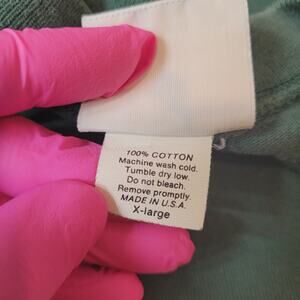 100% COTTON
Machine wash cold.
Tumble dry low.
Do not bleach.
Remove promptly.
MADE IN U.S.A.
X-large